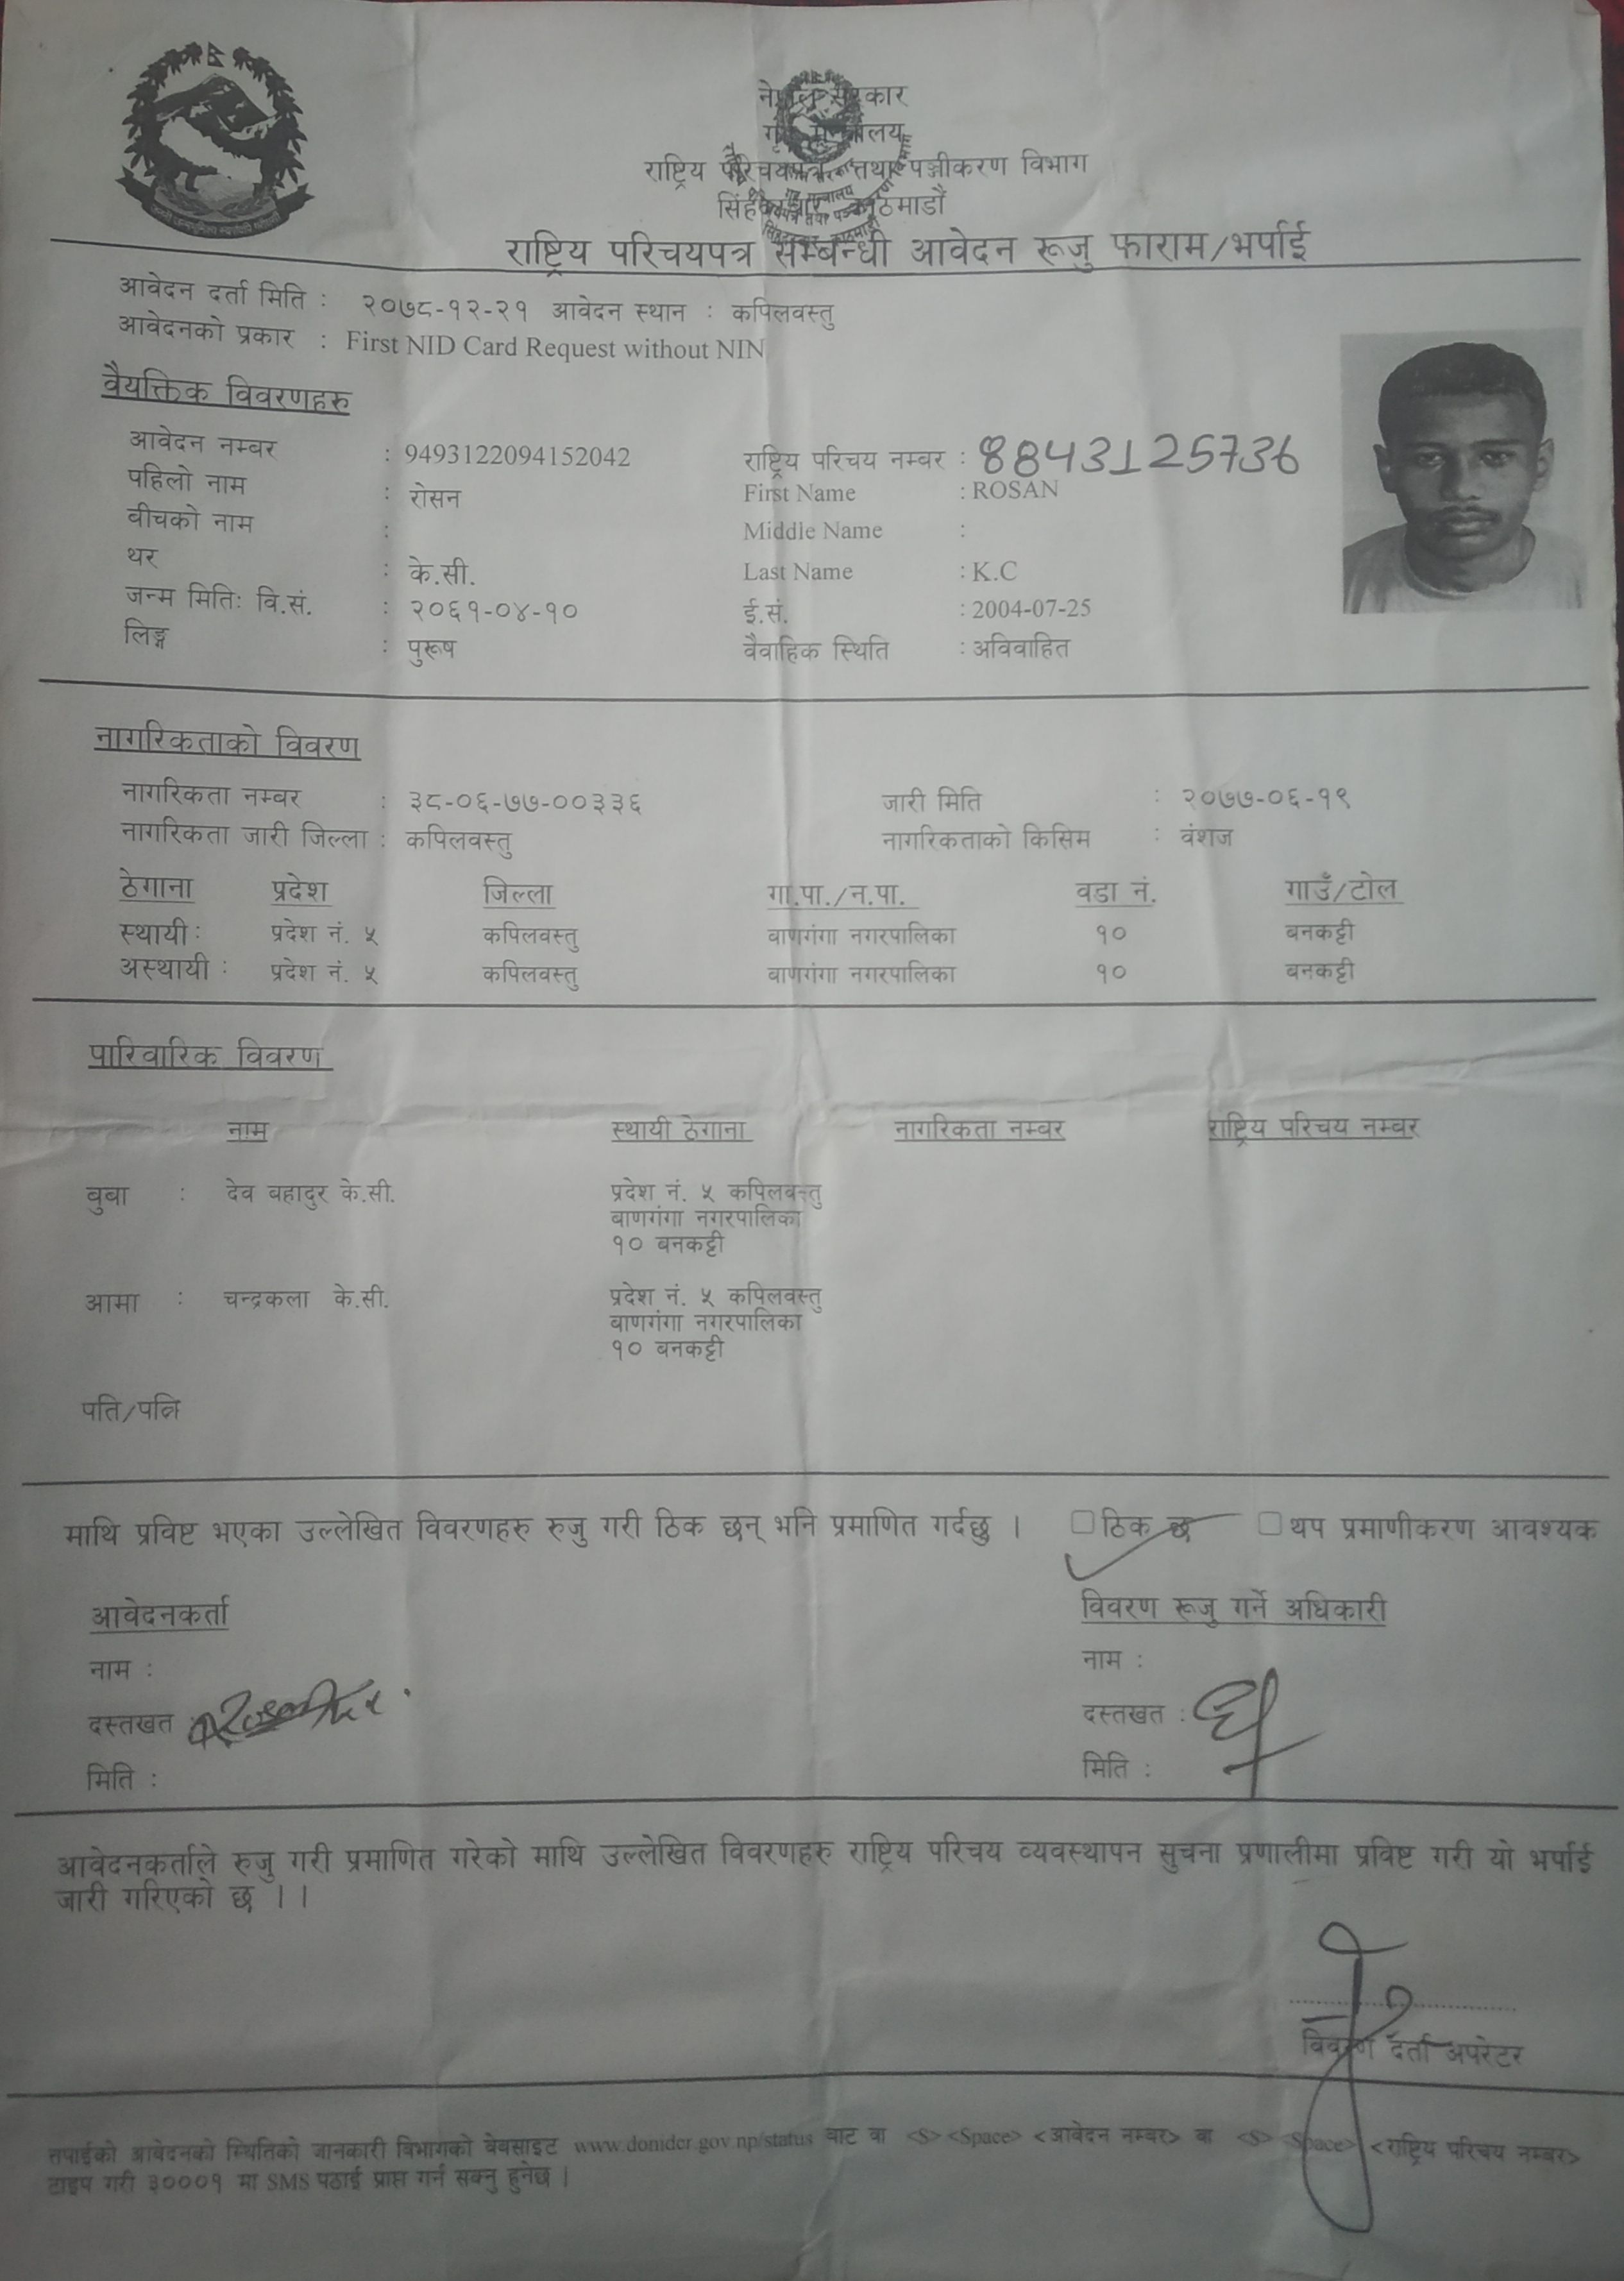 नेपाल सरकार
गृह मन्त्रालय
राष्ट्रिय परिचयपत्र तथा पञ्जीकरण विभाग
सिंहदरवार काठमाडौं
राष्ट्रिय परिचयपत्र सम्बन्धी आवेदन रूजु फाराम/भर्पाई
आवेदन दर्ता मिति : २०७८-१२-२१ आवेदन स्थान : कपिलवस्तु
आवेदनको प्रकार : First NID Card Request without NIN
वैयक्तिक विवरणहरु
आवेदन नम्बर : 9493122094152042 राष्ट्रिय परिचय नम्बर : 8843125736
पहिलो नाम : रोसन First Name : ROSAN
बीचको नाम : Middle Name :
थर : के.सी. Last Name : K.C
जन्म मितिः वि.सं. : २०६१-०४-१० ई.सं. : 2004-07-25
लिङ्ग : पुरूष वैवाहिक स्थिति : अविवाहित
नागरिकताको विवरण
नागरिकता नम्बर : ३८-०६-७७-००३३६ जारी मिति : २०७७-०६-१९
नागरिकता जारी जिल्ला : कपिलवस्तु नागरिकताको किसिम : वंशज
ठेगाना प्रदेश जिल्ला गा.पा./न.पा. वडा नं. गाउँ/टोल
स्थायी : प्रदेश नं. ५ कपिलवस्तु बाणगंगा नगरपालिका १० बनकट्टी
अस्थायी : प्रदेश नं. ५ कपिलवस्तु बाणगंगा नगरपालिका १० बनकट्टी
पारिवारिक विवरण
नाम स्थायी ठेगाना नागरिकता नम्बर राष्ट्रिय परिचय नम्बर
बुबा : देव बहादुर के.सी. प्रदेश नं. ५ कपिलवस्तु
बाणगंगा नगरपालिका
१० बनकट्टी
आमा : चन्द्रकला के.सी. प्रदेश नं. ५ कपिलवस्तु
बाणगंगा नगरपालिका
१० बनकट्टी
पति/पत्नि
माथि प्रविष्ट भएका उल्लेखित विवरणहरु रुजु गरी ठिक छन् भनि प्रमाणित गर्दछु । ठिक छ थप प्रमाणीकरण आवश्यक
आवेदनकर्ता विवरण रूजु गर्ने अधिकारी
नाम : नाम :
दस्तखत : दस्तखत :
मिति : मिति :
आवेदनकर्ताले रुजु गरी प्रमाणित गरेको माथि उल्लेखित विवरणहरु राष्ट्रिय परिचय व्यवस्थापन सुचना प्रणालीमा प्रविष्ट गरी यो भर्पाई
जारी गरिएको छ ।।
विवरण दर्ता अपरेटर
तपाईको आवेदनको स्थितिको जानकारी विभागको वेबसाइट www.donidcr.gov.np/status बाट वा <S><Space><आवेदन नम्बर> वा <S><Space><राष्ट्रिय परिचय नम्बर>
टाइप गरी ३०००१ मा SMS पठाई प्राप्त गर्न सक्नु हुनेछ ।